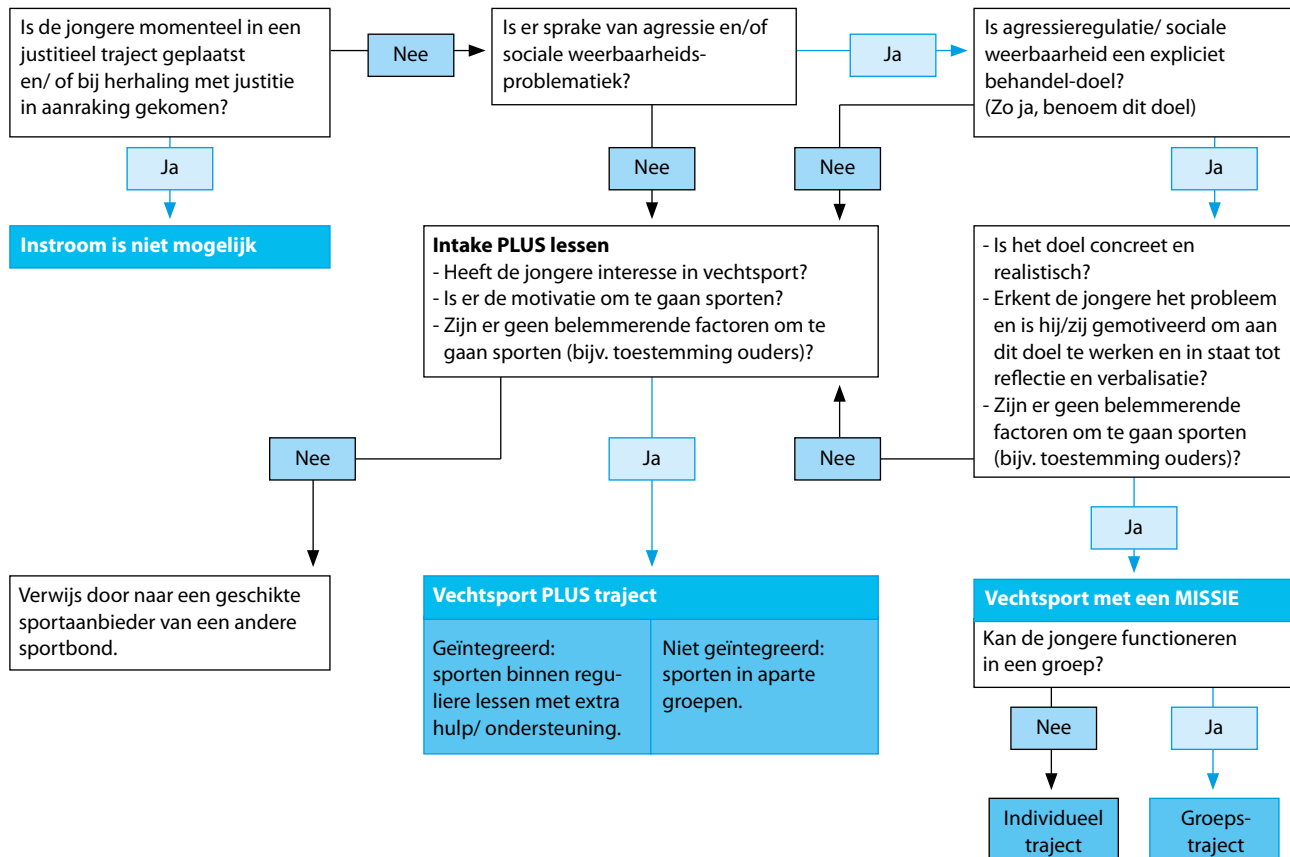 Is de jongere momenteel in een
justitieel traject geplaatst
en/ of bij herhaling met justitie
in aanraking gekomen?
Nee
Is er sprake van agressie en/of
sociale weerbaarheids-
problematiek?
Ja
Is agressieregulatie/ sociale
weerbaarheid een expliciet
behandel-doel?
(Zo ja, benoem dit doel)
Ja
Nee
Nee
Ja
Instroom is niet mogelijk
Intake PLUS lessen
- Heeft de jongere interesse in vechtsport?
- Is er de motivatie om te gaan sporten?
- Zijn er geen belemmerende factoren om te
gaan sporten (bijv. toestemming ouders)?
- Is het doel concreet en
realistisch?
- Erkent de jongere het probleem
en is hij/zij gemotiveerd om aan
dit doel te werken en in staat tot
reflectie en verbalisatie?
- Zijn er geen belemmerende
factoren om te gaan sporten
(bijv. toestemming ouders)?
Nee
Ja
Nee
Ja
Verwijs door naar een geschikte
sportaanbieder van een andere
sportbond.
Vechtsport PLUS traject
Geïntegreerd:
sporten binnen regu-
liere lessen met extra
hulp/ ondersteuning.
Niet geïntegreerd:
sporten in aparte
groepen.
Vechtsport met een MISSIE
Kan de jongere functioneren
in een groep?
Nee
Ja
Individueel
traject
Groeps-
traject